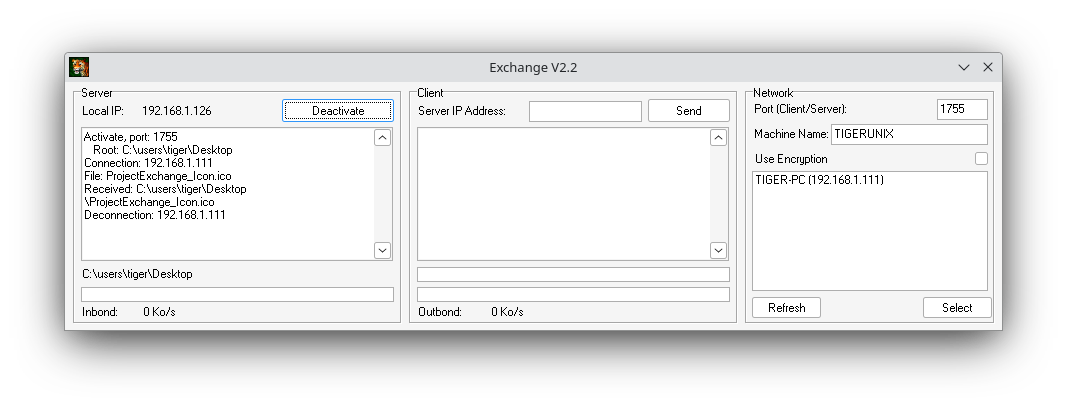 Exchange V2.2
Server
Local IP: 192.168.1.126 Deactivate
Activate, port: 1755
Root: C:\users\tiger\Desktop
Connection: 192.168.1.111
File: ProjectExchange_Icon.ico
Received: C:\users\tiger\Desktop
\ProjectExchange_Icon.ico
Deconnection: 192.168.1.111
C:\users\tiger\Desktop
Inbond: 0 Ko/s
Client
Server IP Address: Send
Outbond: 0 Ko/s
Network
Port (Client/Server): 1755
Machine Name: TIGERUNIX
Use Encryption
TIGER-PC (192.168.1.111)
Refresh Select